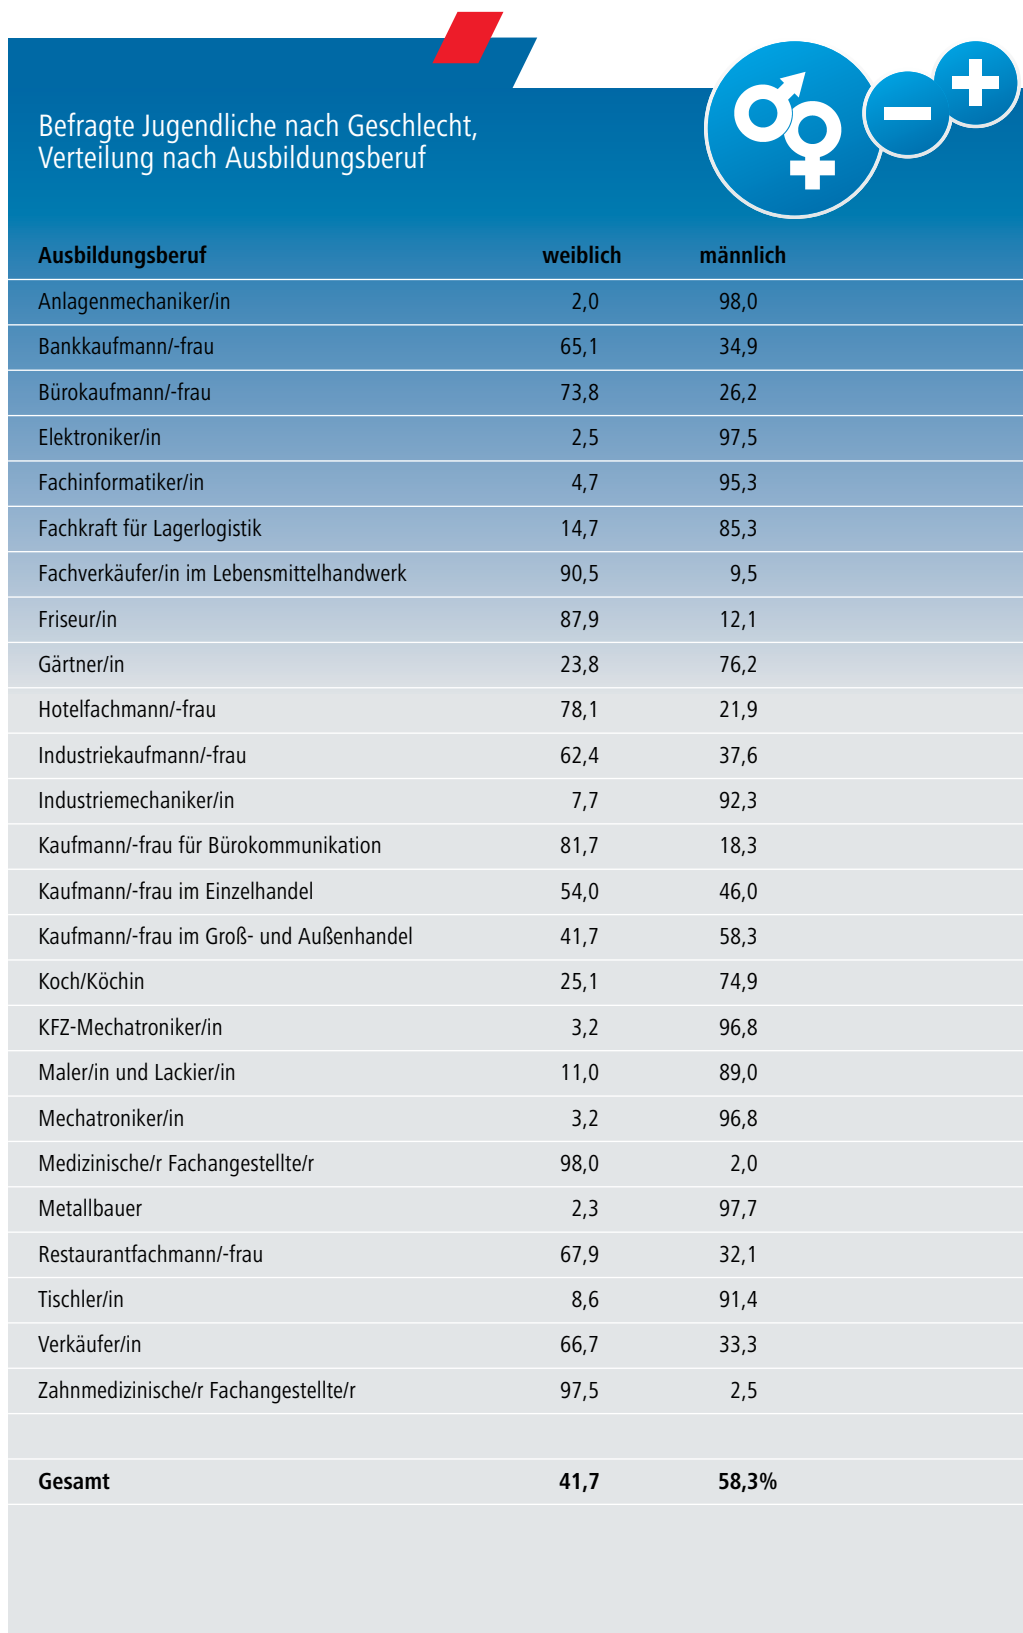 Befragte Jugendliche nach Geschlecht,
Verteilung nach Ausbildungsberuf
Ausbildungsberuf weiblich männlich
Anlagenmechaniker/in 2,0 98,0
Bankkaufmann/-frau 65,1 34,9
Bürokaufmann/-frau 73,8 26,2
Elektroniker/in 2,5 97,5
Fachinformatiker/in 4,7 95,3
Fachkraft für Lagerlogistik 14,7 85,3
Fachverkäufer/in im Lebensmittelhandwerk 90,5 9,5
Friseur/in 87,9 12,1
Gärtner/in 23,8 76,2
Hotelfachmann/-frau 78,1 21,9
Industriekaufmann/-frau 62,4 37,6
Industriemechaniker/in 7,7 92,3
Kaufmann/-frau für Bürokommunikation 81,7 18,3
Kaufmann/-frau im Einzelhandel 54,0 46,0
Kaufmann/-frau im Groß- und Außenhandel 41,7 58,3
Koch/Köchin 25,1 74,9
KFZ-Mechatroniker/in 3,2 96,8
Maler/in und Lackier/in 11,0 89,0
Mechatroniker/in 3,2 96,8
Medizinische/r Fachangestellte/r 98,0 2,0
Metallbauer 2,3 97,7
Restaurantfachmann/-frau 67,9 32,1
Tischler/in 8,6 91,4
Verkäufer/in 66,7 33,3
Zahnmedizinische/r Fachangestellte/r 97,5 2,5
Gesamt 41,7 58,3%